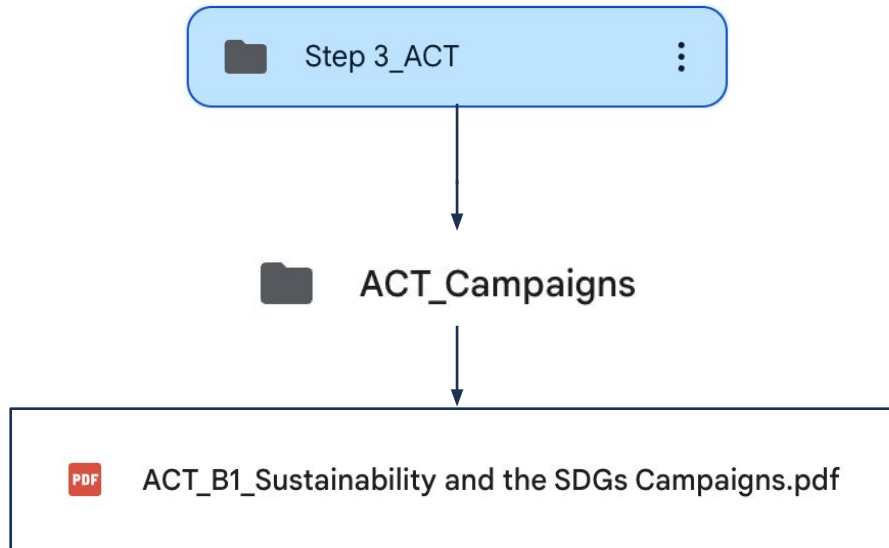 Step 3_ACT
ACT_Campaigns
PDF ACT_B1_Sustainability and the SDGs Campaigns.pdf